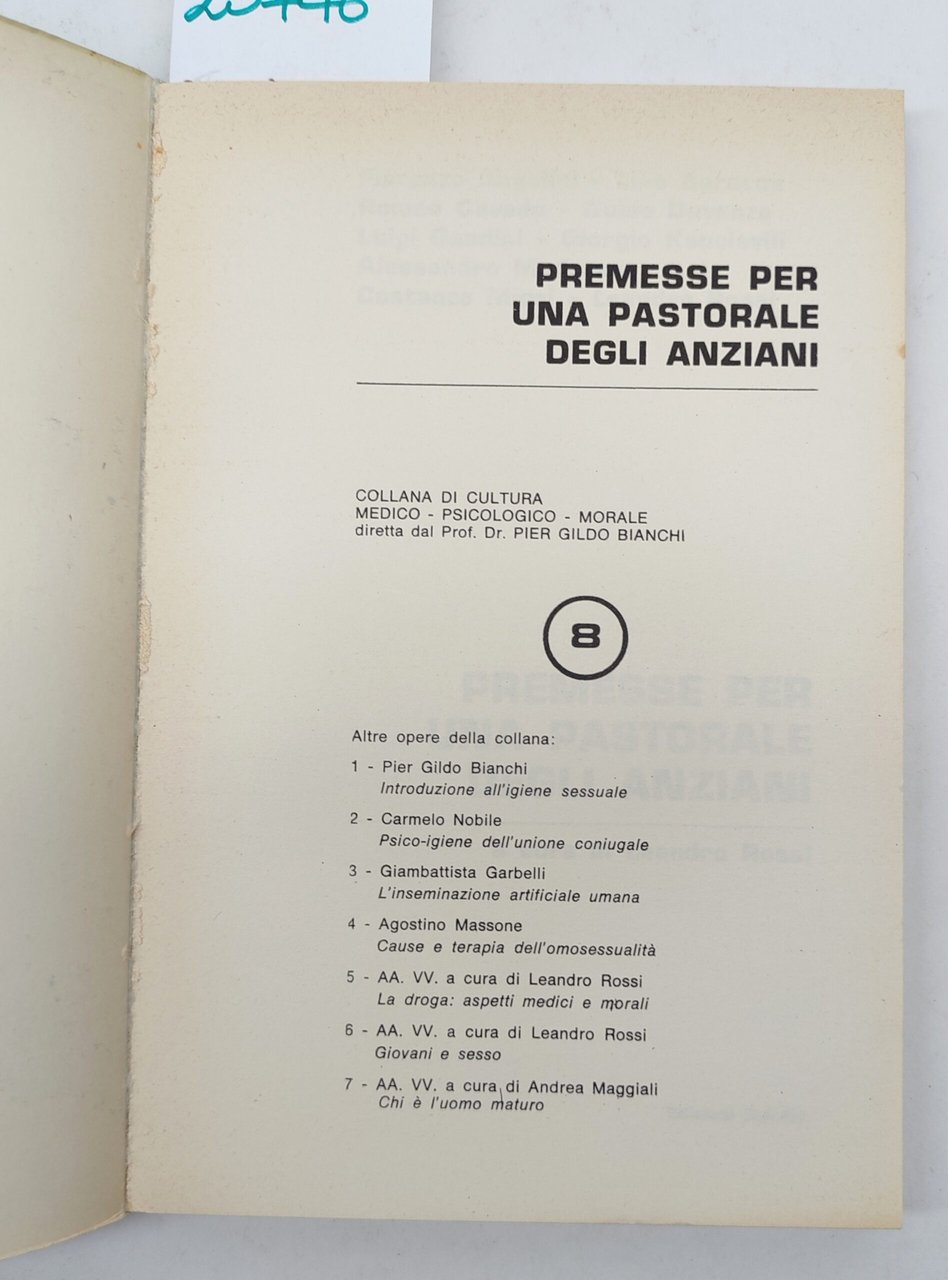 PREMESSE PER
UNA PASTORALE
DEGLI ANZIANI
COLLANA DI CULTURA
MEDICO - PSICOLOGICO - MORALE
diretta dal Prof. Dr. PIER GILDO BIANCHI
8
Altre opere della collana:
1 - Pier Gildo Bianchi
Introduzione all'igiene sessuale
2 - Carmelo Nobile
Psico-igiene dell'unione coniugale
3 - Giambattista Garbelli
L'inseminazione artificiale umana
4 - Agostino Massone
Cause e terapia dell'omosessualità
5 - AA. VV. a cura di Leandro Rossi
La droga: aspetti medici e morali
6 - AA. VV. a cura di Leandro Rossi
Giovani e sesso
7 - AA. VV. a cura di Andrea Maggiali
Chi è l'uomo maturo